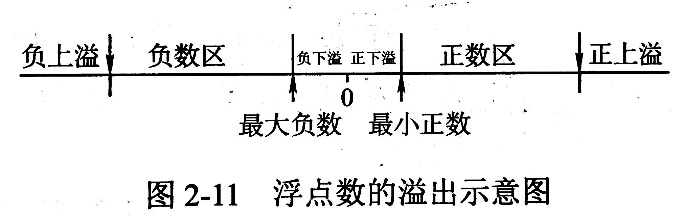 负上溢 负数区 负下溢 正下溢 正数区 正上溢
0
最大负数 最小正数
图 2-11 浮点数的溢出示意图